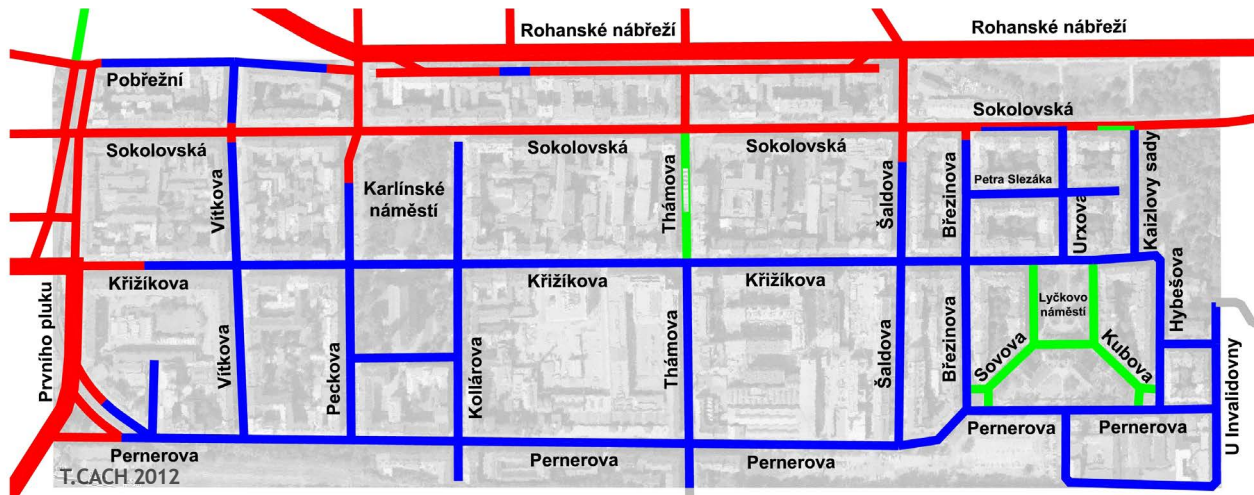 Rohanské nábřeží
Rohanské nábřeží
Pobřežní
Sokolovská
Sokolovská
Sokolovská
Sokolovská
Karlínské
náměstí
Vítkova
Thámova
Šaldova
Březinova
Petra Slezáka
Urxova
Kaizlovy sady
Křižíkova
Křižíkova
Křižíkova
Prvního pluku
Vítkova
Peckova
Kollárova
Thámova
Šaldova
Březinova
Sovova
Lyčkovo
náměstí
Kubova
Hybešova
U Invalidovny
Pernerova
Pernerova
Pernerova
Pernerova
Pernerova
T.CACH 2012